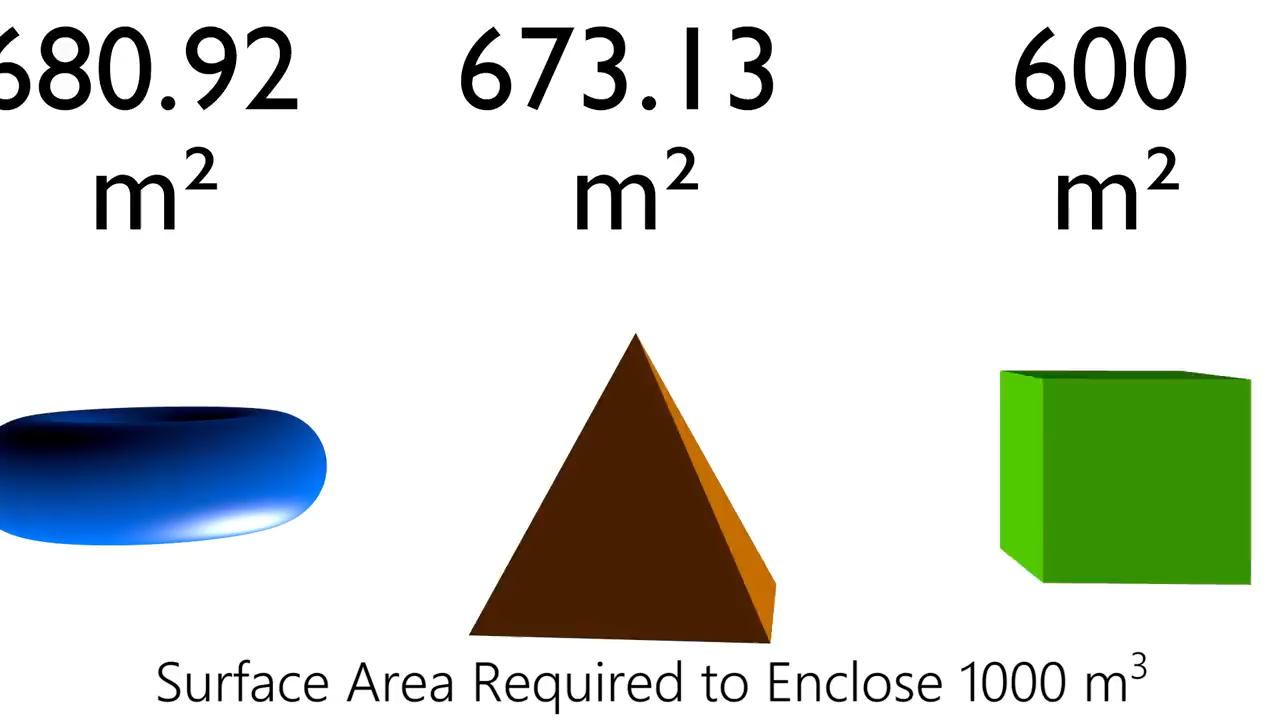 680.92 673.13 600
m² m² m²
Surface Area Required to Enclose 1000 m³